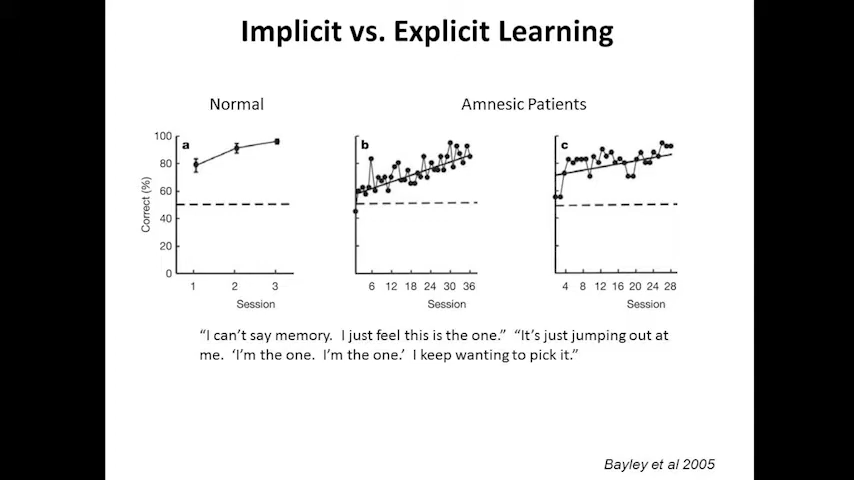 Implicit vs. Explicit Learning
Normal
Amnesic Patients
a
b
c
100
80
60
40
20
0
Correct (%)
1 2 3
Session
6 12 18 24 30 36
Session
4 8 12 16 20 24 28
Session
“I can’t say memory.  I just feel this is the one.”  “It’s just jumping out at
me.  ‘I’m the one.  I’m the one.’  I keep wanting to pick it.”
Bayley et al 2005